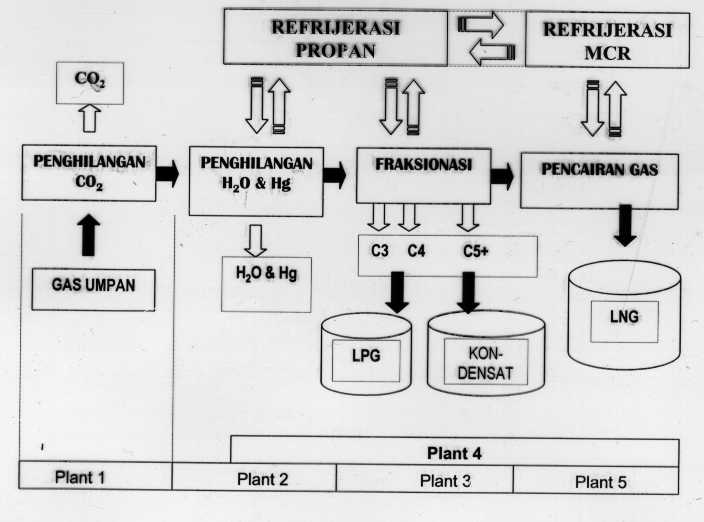 REFRIJERASI
PROPAN
REFRIJERASI
MCR
CO₂
PENGHILANGAN
CO₂
PENGHILANGAN
H₂O & Hg
FRAKSIONASI
PENCAIRAN GAS
C3 C4 C5+
GAS UMPAN
H₂O & Hg
LPG
KON-
DENSAT
LNG
Plant 4
Plant 1 Plant 2 Plant 3 Plant 5